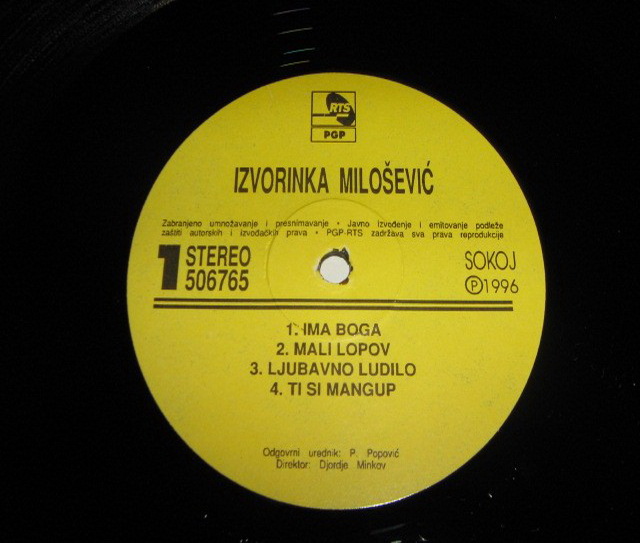 RTS
PGP
IZVORINKA MILOŠEVIĆ
Zabranjeno umnožavanje i presnimavanje • Javno izvođenje i emitovanje podleže
zaštiti autorskih i izvođačkih prava • PGP-RTS zadržava sva prava reprodukcije
1 STEREO
506765
SOKOJ
℗1996
1. IMA BOGA
2. MALI LOPOV
3. LJUBAVNO LUDILO
4. TI SI MANGUP
Odgovrni urednik: P. Popović
Direktor: Djordje Minkov